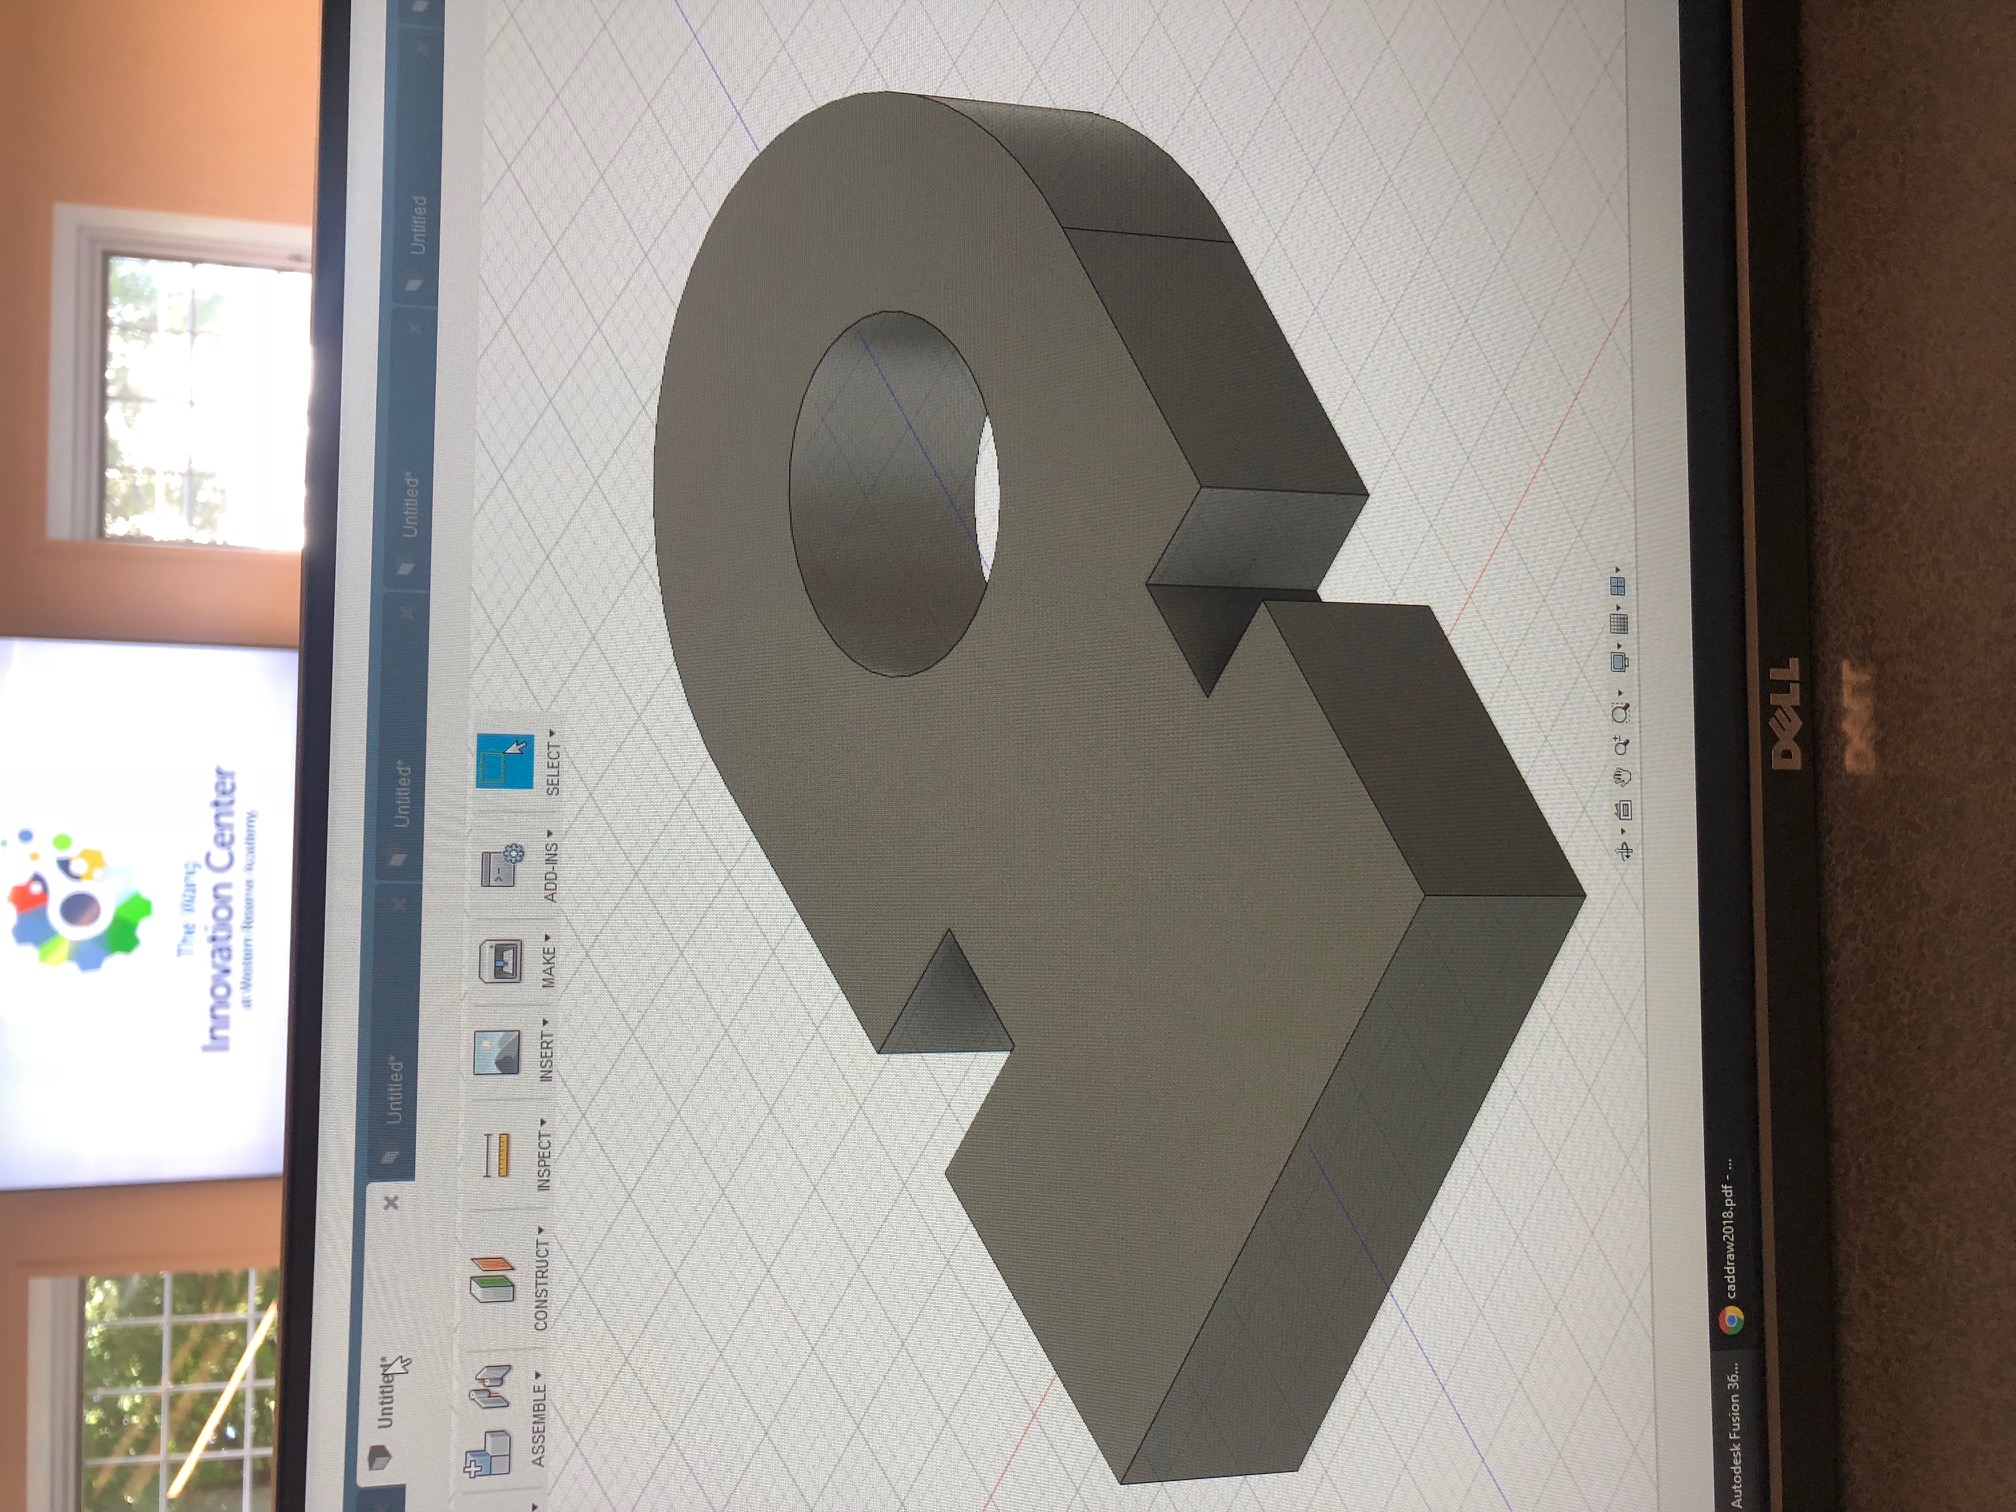 The Wang
Innovation Center
at Western Reserve Academy
Untitled*
Untitled*
Untitled*
Untitled*
Untitled
ASSEMBLE
CONSTRUCT
INSPECT
INSERT
MAKE
ADD-INS
SELECT
Autodesk Fusion 36...
caddraw2018.pdf - ...
DELL